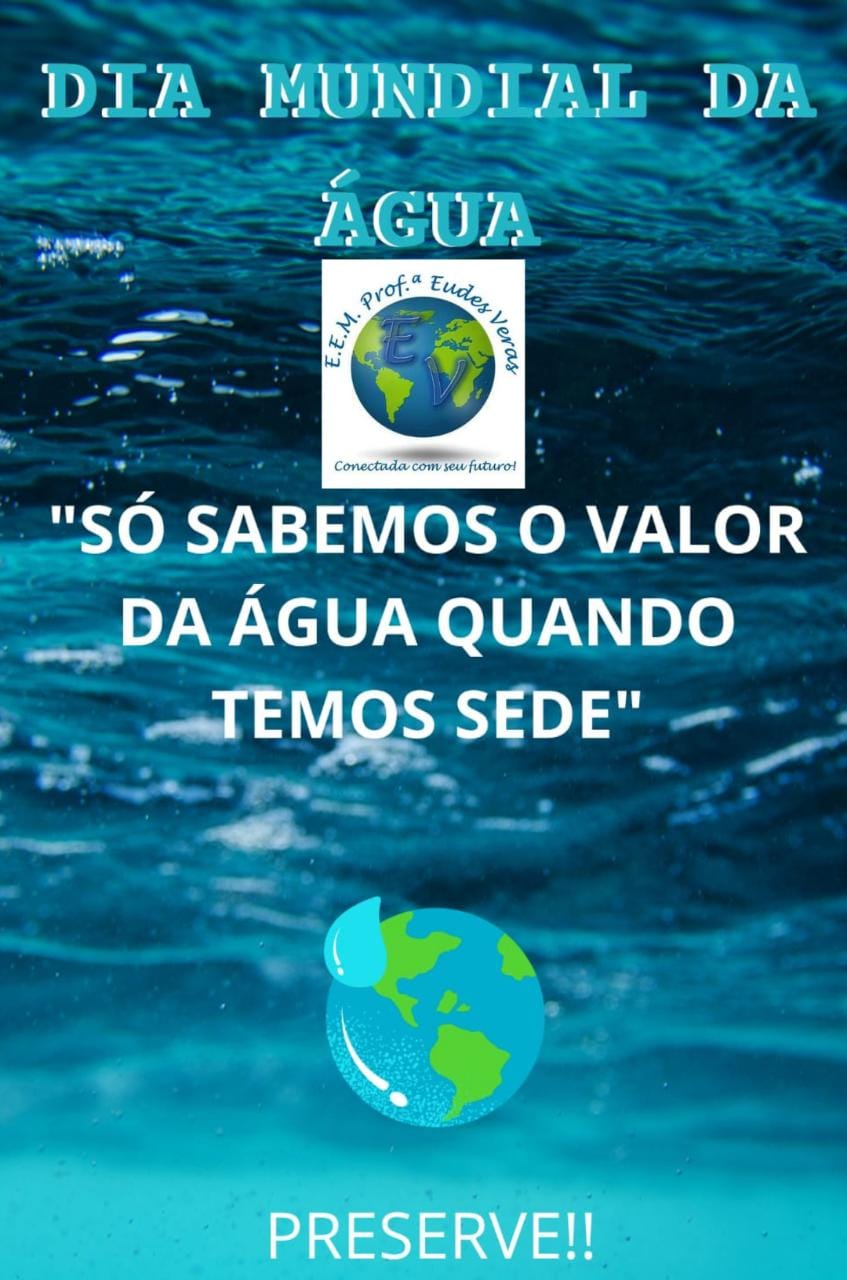 DIA MUNDIAL DA
ÁGUA
E.E.M. Prof.ª Eudes Veras
E V
Conectada com seu futuro!
"SÓ SABEMOS O VALOR
DA ÁGUA QUANDO
TEMOS SEDE"
PRESERVE!!